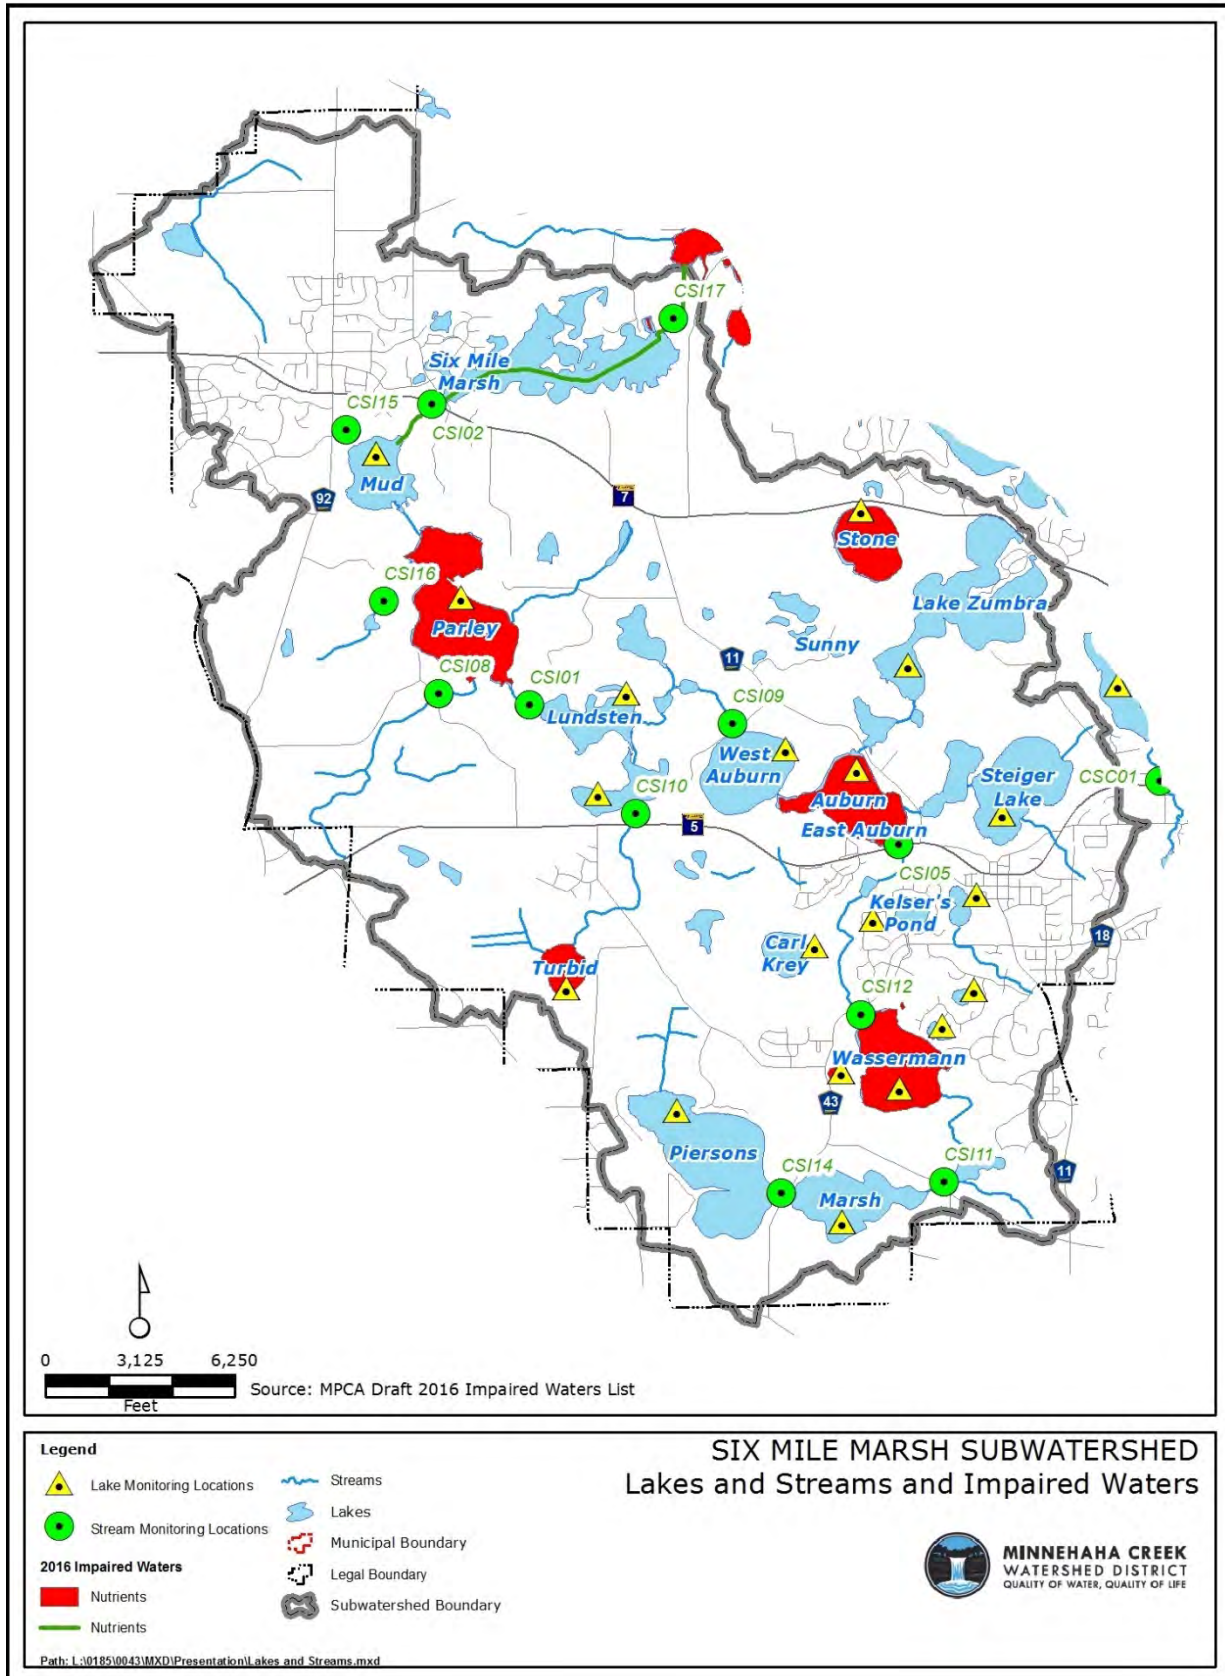 CSI17
Six Mile
Marsh
CSI15
CSI02
Mud
92
7
Stone
CSI16
Lake Zumbra
Parley
Sunny
11
CSI08
CSI01
CSI09
Lundsten
West
Auburn
Steiger
Lake
CSC01
Auburn
CSI10
5
East Auburn
CSI05
Kelser's
Pond
18
Carl
Krey
Turbid
CSI12
Wassermann
43
Piersons
CSI14
CSI11
11
Marsh
0 3,125 6,250
Feet
Source: MPCA Draft 2016 Impaired Waters List
SIX MILE MARSH SUBWATERSHED
Lakes and Streams and Impaired Waters
Legend
Lake Monitoring Locations
Stream Monitoring Locations
2016 Impaired Waters
Nutrients
Nutrients
Streams
Lakes
Municipal Boundary
Legal Boundary
Subwatershed Boundary
MINNEHAHA CREEK
WATERSHED DISTRICT
QUALITY OF WATER, QUALITY OF LIFE
Path: L:\0185\0043\MXD\Presentation\Lakes and Streams.mxd